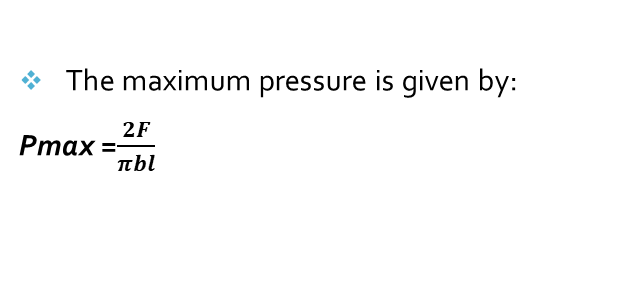 ❖ The maximum pressure is given by:
Pmax = 2F/πbl